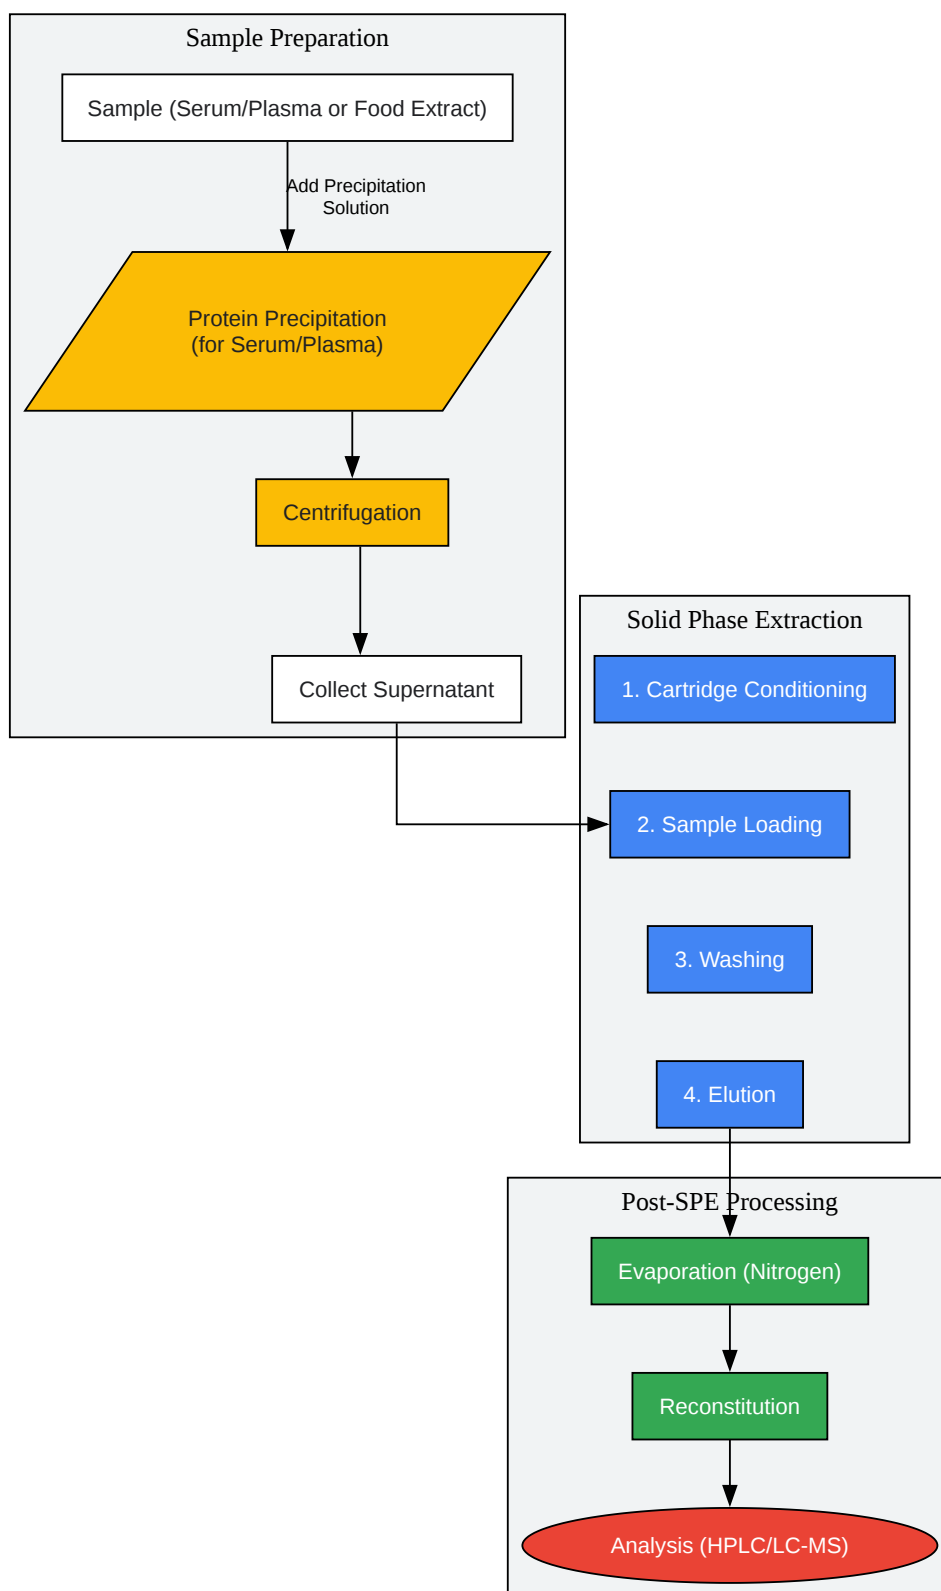 Sample Preparation
Sample (Serum/Plasma or Food Extract)
Add Precipitation
Solution
Protein Precipitation
(for Serum/Plasma)
Centrifugation
Collect Supernatant
Solid Phase Extraction
1. Cartridge Conditioning
2. Sample Loading
3. Washing
4. Elution
Post-SPE Processing
Evaporation (Nitrogen)
Reconstitution
Analysis (HPLC/LC-MS)